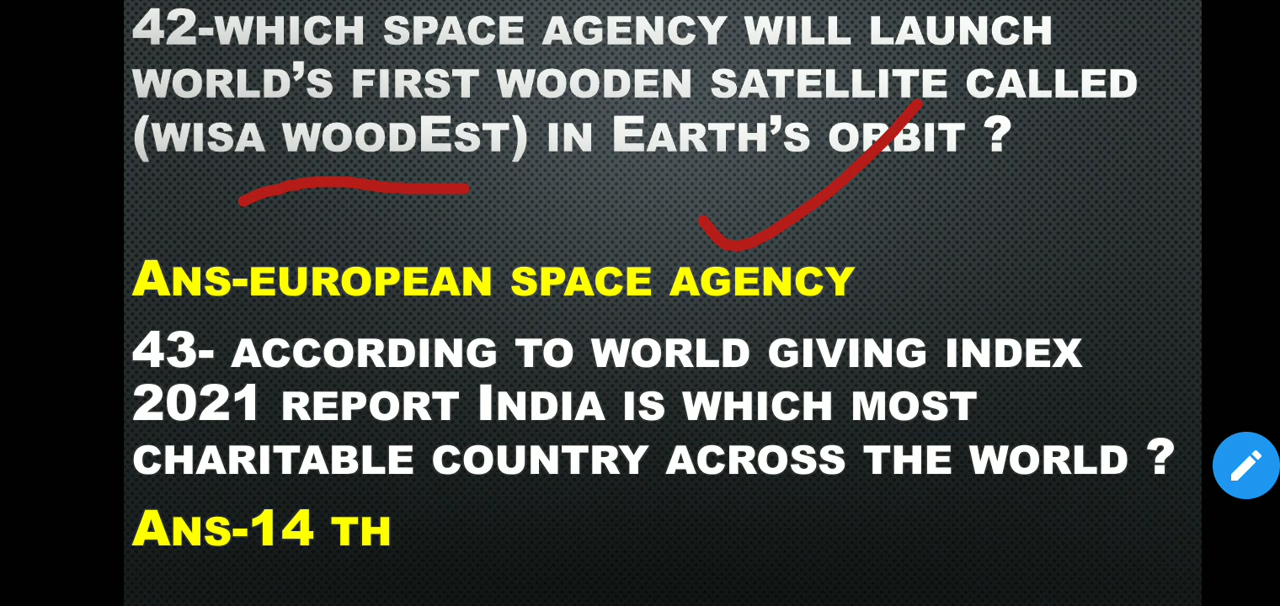 42-WHICH SPACE AGENCY WILL LAUNCH
WORLD'S FIRST WOODEN SATELLITE CALLED
(WISA WOODEST) IN EARTH'S ORBIT ?
ANS-EUROPEAN SPACE AGENCY
43- ACCORDING TO WORLD GIVING INDEX
2021 REPORT INDIA IS WHICH MOST
CHARITABLE COUNTRY ACROSS THE WORLD ?
ANS-14 TH